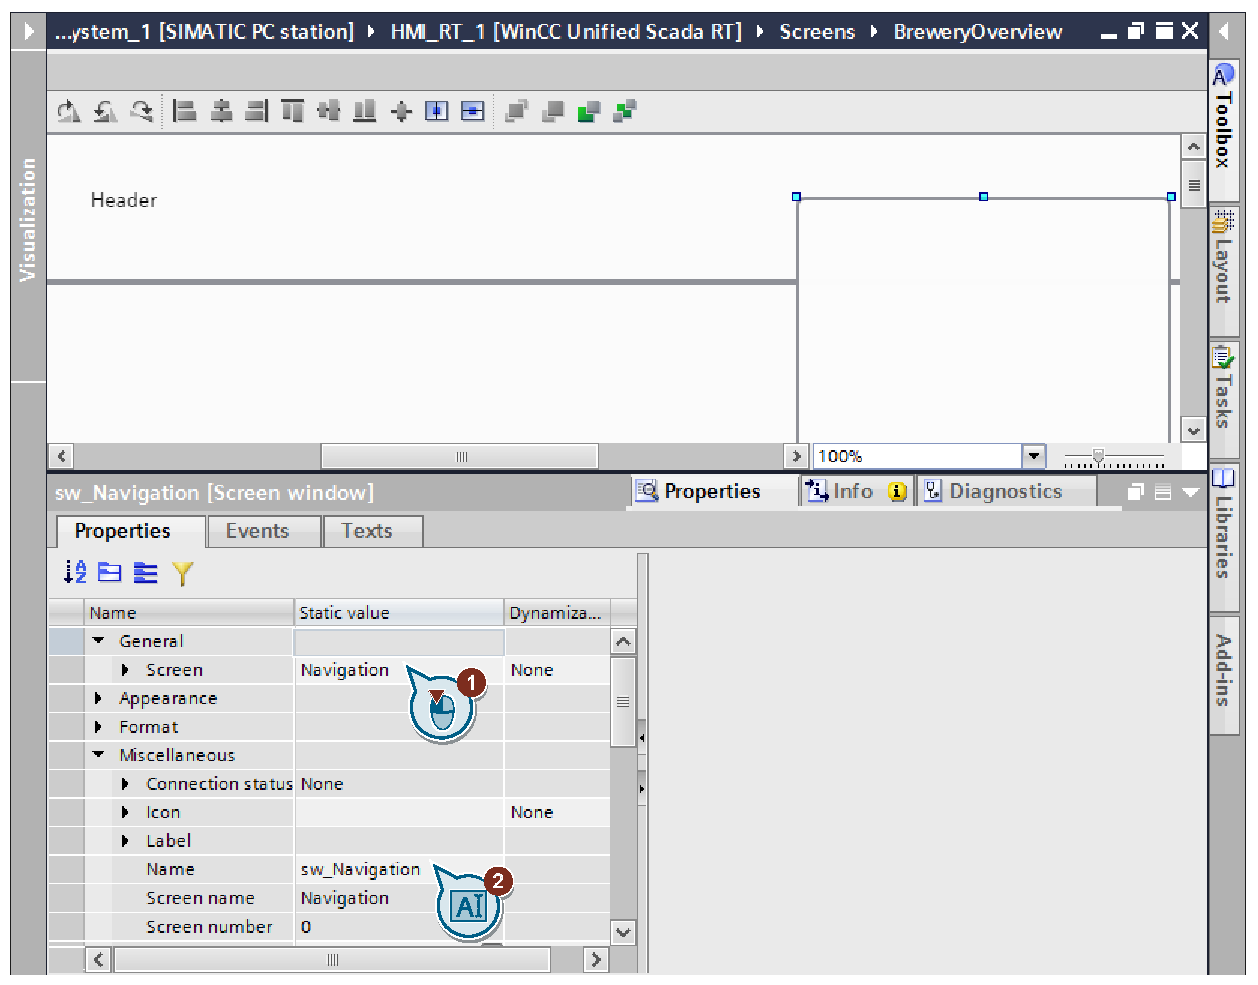 ...ystem_1 [SIMATIC PC station] ▸ HMI_RT_1 [WinCC Unified Scada RT] ▸ Screens ▸ BreweryOverview
Visualization
Header
100%
Toolbox
Layout
Tasks
Libraries
Add-ins
sw_Navigation [Screen window]
Properties Info Diagnostics
Properties Events Texts
Name Static value Dynamiza...
General
Screen Navigation None
1
Appearance
Format
Miscellaneous
Connection status None
Icon None
Label
Name sw_Navigation
2
AI
Screen name Navigation
Screen number 0